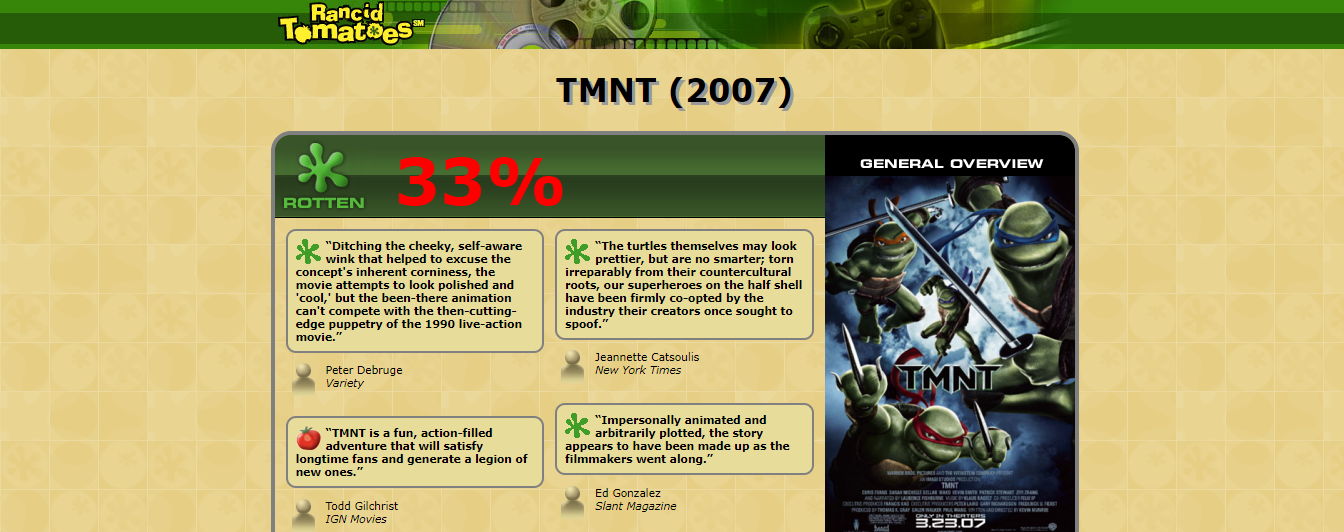 Rancid
Tomatoes SM
TMNT (2007)
ROTTEN
33%
GENERAL OVERVIEW
“Ditching the cheeky, self-aware
wink that helped to excuse the
concept's inherent corniness, the
movie attempts to look polished and
'cool,' but the been-there animation
can't compete with the then-cutting-
edge puppetry of the 1990 live-action
movie.”
Peter Debruge
Variety
“TMNT is a fun, action-filled
adventure that will satisfy
longtime fans and generate a legion of
new ones.”
Todd Gilchrist
IGN Movies
“The turtles themselves may look
prettier, but are no smarter; torn
irreparably from their countercultural
roots, our superheroes on the half shell
have been firmly co-opted by the
industry their creators once sought to
spoof.”
Jeannette Catsoulis
New York Times
“Impersonally animated and
arbitrarily plotted, the story
appears to have been made up as the
filmmakers went along.”
Ed Gonzalez
Slant Magazine
TMNT
TMNT
ONLY IN THEATERS
3.23.07